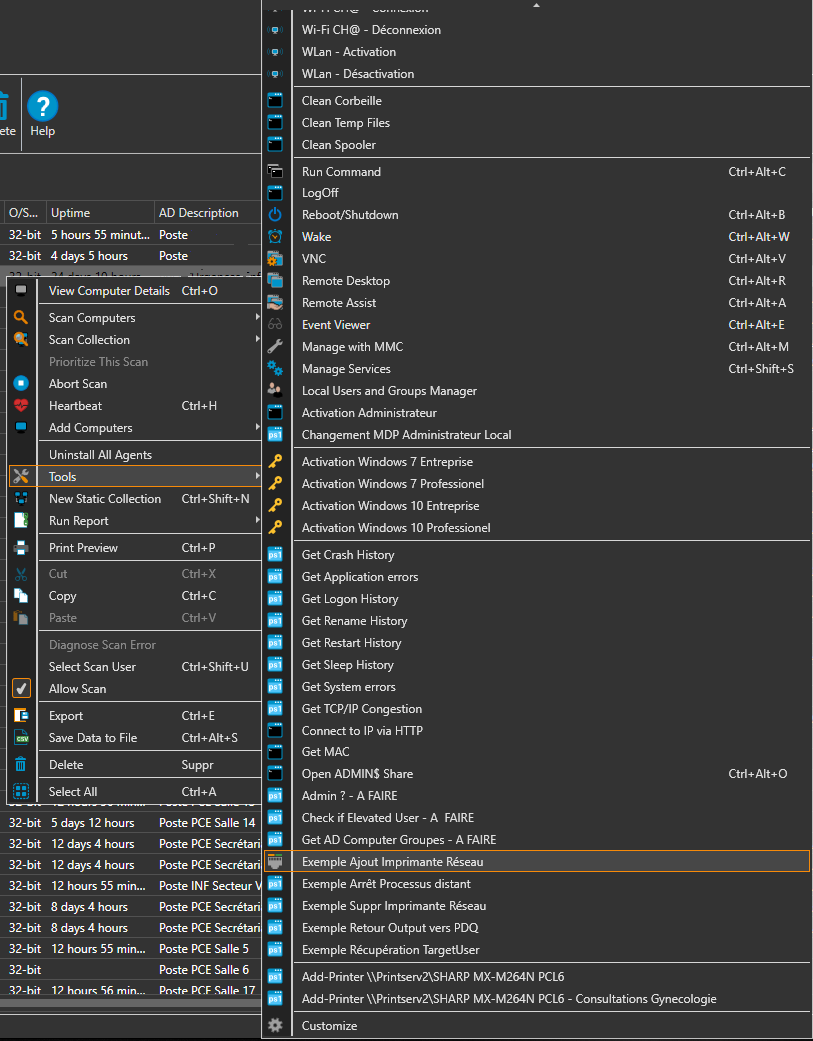 Wi-Fi CH@ - Connexion
Wi-Fi CH@ - Déconnexion
WLan - Activation
WLan - Désactivation
Clean Corbeille
Clean Temp Files
Clean Spooler
Run Command Ctrl+Alt+C
LogOff
Reboot/Shutdown Ctrl+Alt+B
Wake Ctrl+Alt+W
VNC Ctrl+Alt+V
Remote Desktop Ctrl+Alt+R
Remote Assist Ctrl+Alt+A
Event Viewer Ctrl+Alt+E
Manage with MMC Ctrl+Alt+M
Manage Services Ctrl+Shift+S
Local Users and Groups Manager
Activation Administrateur
Changement MDP Administrateur Local
Activation Windows 7 Entreprise
Activation Windows 7 Professionel
Activation Windows 10 Entreprise
Activation Windows 10 Professionel
Get Crash History
Get Application errors
Get Logon History
Get Rename History
Get Restart History
Get Sleep History
Get System errors
Get TCP/IP Congestion
Connect to IP via HTTP
Get MAC
Open ADMIN$ Share Ctrl+Alt+O
Admin ? - A FAIRE
Check if Elevated User - A  FAIRE
Get AD Computer Groupes - A FAIRE
Exemple Ajout Imprimante Réseau
Exemple Arrêt Processus distant
Exemple Suppr Imprimante Réseau
Exemple Retour Output vers PDQ
Exemple Récupération TargetUser
Add-Printer \\Printserv2\SHARP MX-M264N PCL6
Add-Printer \\Printserv2\SHARP MX-M264N PCL6 - Consultations Gynecologie
Customize
ete Help
O/S... Uptime AD Description
32-bit 5 hours 55 minut... Poste
32-bit 4 days 5 hours Poste
View Computer Details Ctrl+O
Scan Computers
Scan Collection
Prioritize This Scan
Abort Scan
Heartbeat Ctrl+H
Add Computers
Uninstall All Agents
Tools
New Static Collection Ctrl+Shift+N
Run Report
Print Preview Ctrl+P
Cut Ctrl+X
Copy Ctrl+C
Paste Ctrl+V
Diagnose Scan Error
Select Scan User Ctrl+Shift+U
Allow Scan
Export Ctrl+E
Save Data to File Ctrl+Alt+S
Delete Suppr
Select All Ctrl+A
32-bit 5 days 12 hours Poste PCE Salle 14
32-bit 12 days 4 hours Poste PCE Secrétari
32-bit 12 days 4 hours Poste PCE Secrétari
32-bit 12 hours 55 min... Poste INF Secteur V
32-bit 8 days 4 hours Poste PCE Secrétari
32-bit 8 days 4 hours Poste PCE Secrétari
32-bit 12 hours 55 min... Poste PCE Salle 5
32-bit Poste PCE Salle 6
32-bit 12 hours 56 min... Poste PCE Salle 17